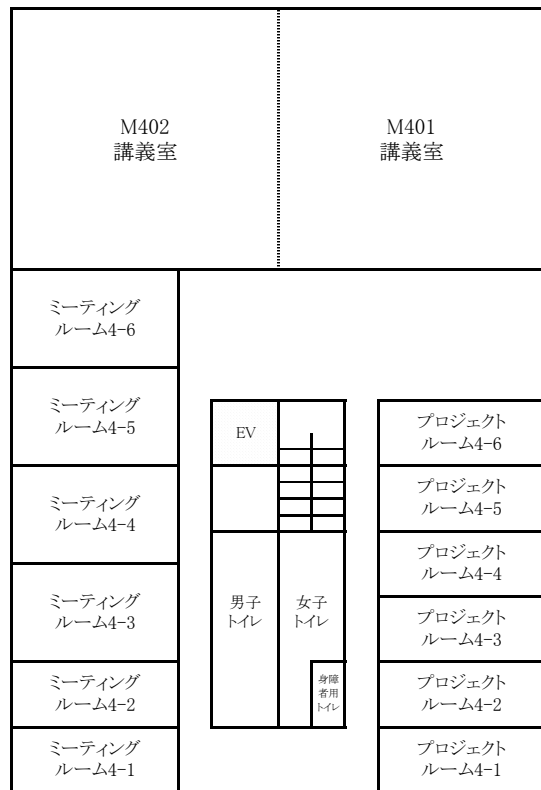 M402
講義室
M401
講義室
ミーティング
ルーム4-6
ミーティング
ルーム4-5
ミーティング
ルーム4-4
ミーティング
ルーム4-3
ミーティング
ルーム4-2
ミーティング
ルーム4-1
EV
男子
トイレ
女子
トイレ
身障
者用
トイレ
プロジェクト
ルーム4-6
プロジェクト
ルーム4-5
プロジェクト
ルーム4-4
プロジェクト
ルーム4-3
プロジェクト
ルーム4-2
プロジェクト
ルーム4-1